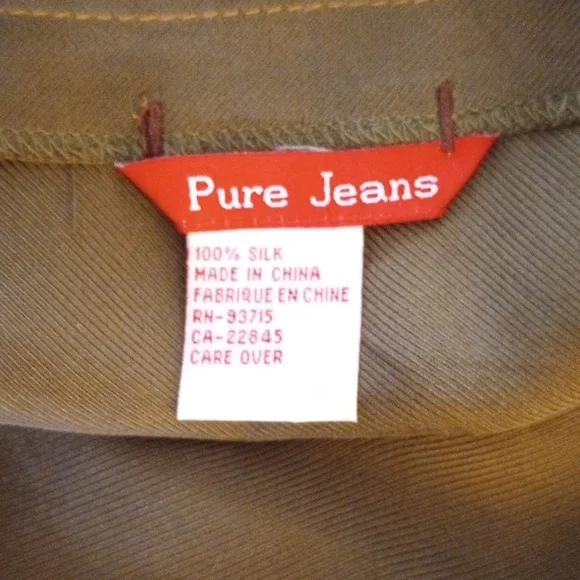 Pure Jeans
100% SILK
MADE IN CHINA
FABRIQUE EN CHINE
RN-93715
CA-22845
CARE OVER